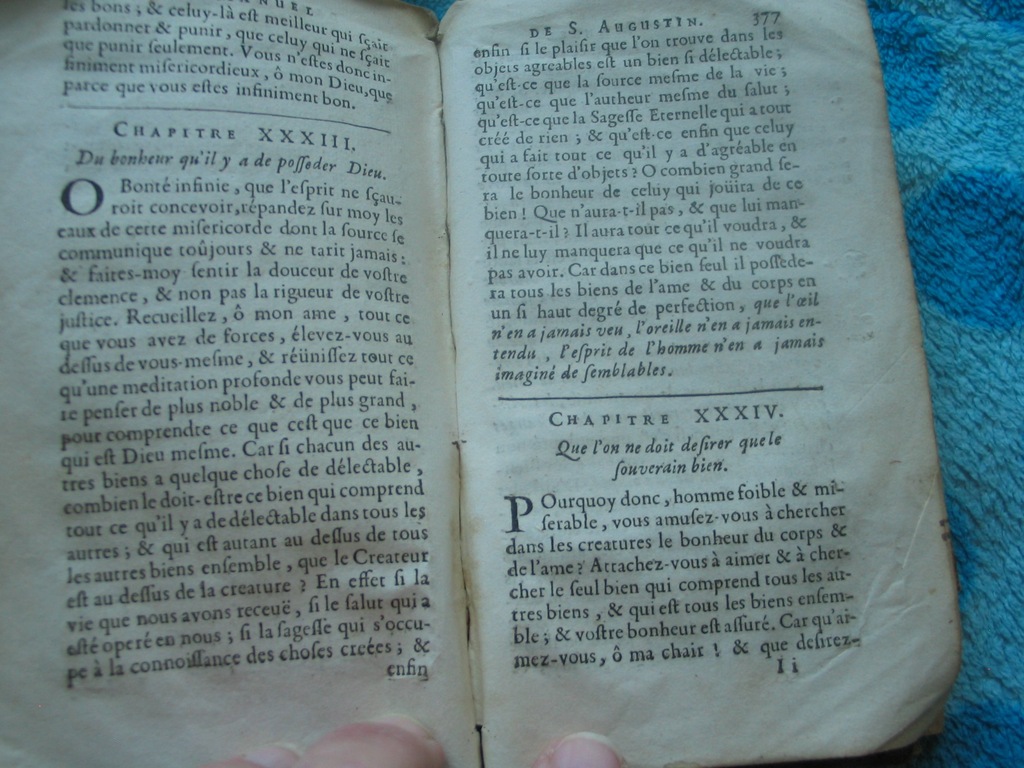 les bons ; & celuy-là eſt meilleur qui ſçait
pardonner & punir, que celuy qui ne ſçait
que punir ſeulement. Vous n'eſtes donc in-
finiment miſericordieux, ô mon Dieu, que
parce que vous eſtes infiniment bon.
CHAPITRE XXXIII.
Du bonheur qu'il y a de poſſeder Dieu.
O Bonté infinie, que l'eſprit ne ſçau-
roit concevoir, répandez ſur moy les
eaux de cette miſericorde dont la ſource ſe
communique toûjours & ne tarit jamais :
& faites-moy ſentir la douceur de voſtre
clemence, & non pas la rigueur de voſtre
juſtice. Recueillez, ô mon ame, tout ce
que vous avez de forces, élevez-vous au
deſſus de vous-meſme, & réüniſſez tout ce
qu'une meditation profonde vous peut fai-
re penſer de plus noble & de plus grand,
pour comprendre ce que ceſt que ce bien
qui eſt Dieu meſme. Car ſi chacun des au-
tres biens a quelque choſe de délectable,
combien le doit-eſtre ce bien qui comprend
tout ce qu'il y a de délectable dans tous les
autres ; & qui eſt autant au deſſus de tous
les autres biens enſemble, que le Createur
eſt au deſſus de la creature ? En effet ſi la
vie que nous avons receuë, ſi le ſalut qui a
eſté operé en nous ; ſi la ſageſſe qui s'occu-
pe à la connoiſſance des choſes creées ; &
enfin
DE S. AUGUSTIN. 377
enfin ſi le plaiſir que l'on trouve dans les
objets agreables eſt un bien ſi délectable ;
qu'eſt-ce que la ſource meſme de la vie ;
qu'eſt-ce que l'autheur meſme du ſalut ;
qu'eſt-ce que la Sageſſe Eternelle qui a tout
créé de rien ; & qu'eſt-ce enfin que celuy
qui a fait tout ce qu'il y a d'agréable en
toute ſorte d'objets ? O combien grand ſe-
ra le bonheur de celuy qui joüira de ce
bien ! Que n'aura-t-il pas, & que lui man-
quera-t-il ? Il aura tout ce qu'il voudra, &
il ne luy manquera que ce qu'il ne voudra
pas avoir. Car dans ce bien ſeul il poſſede-
ra tous les biens de l'ame & du corps en
un ſi haut degré de perfection, que l'œil
n'en a jamais veu, l'oreille n'en a jamais en-
tendu, l'eſprit de l'homme n'en a jamais
imaginé de ſemblables.
CHAPITRE XXXIV.
Que l'on ne doit deſirer que le
ſouverain bien.
POurquoy donc, homme foible & mi-
ſerable, vous amuſez-vous à chercher
dans les creatures le bonheur du corps &
de l'ame ? Attachez-vous à aimer & à cher-
cher le ſeul bien qui comprend tous les au-
tres biens, & qui eſt tous les biens enſem-
ble ; & voſtre bonheur eſt aſſuré. Car qu'ai-
mez-vous, ô ma chair ! & que deſirez-
Ii